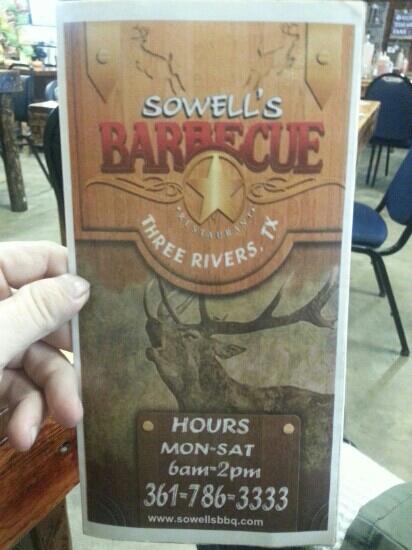 SOWELL'S
BARBECUE
RESTAURANT
THREE RIVERS, TX
HOURS
MON-SAT
6am-2pm
361-786-3333
www.sowellsbbq.com